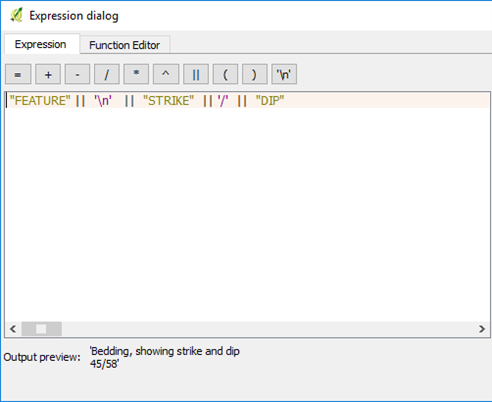 Expression dialog
Expression Function Editor
= + - / * ^ || ( ) '\n'
"FEATURE" || '\n' || "STRIKE" || '/' || "DIP"
Output preview: 'Bedding, showing strike and dip
45/58'